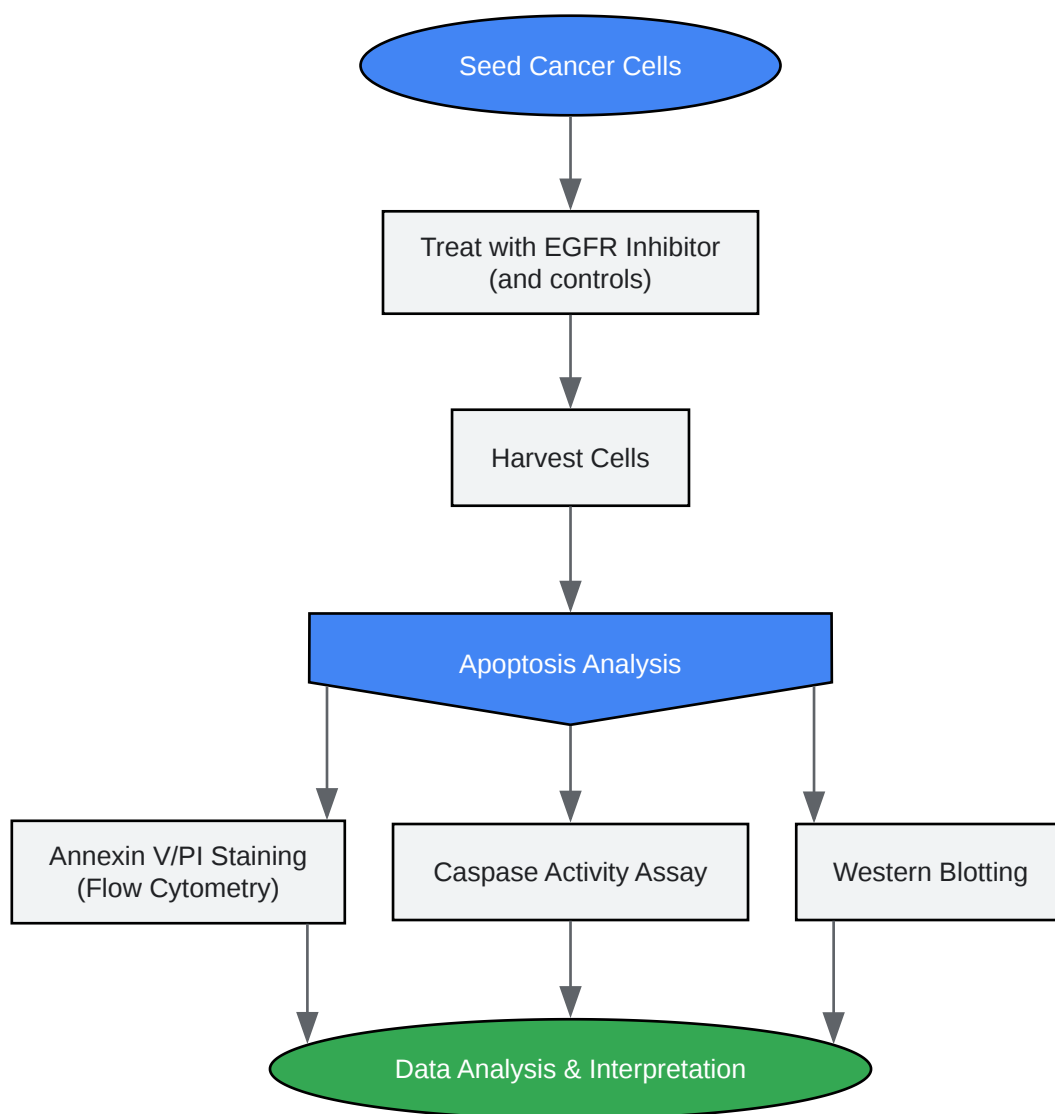 Seed Cancer Cells
Treat with EGFR Inhibitor
(and controls)
Harvest Cells
Apoptosis Analysis
Annexin V/PI Staining
(Flow Cytometry)
Caspase Activity Assay
Western Blotting
Data Analysis & Interpretation